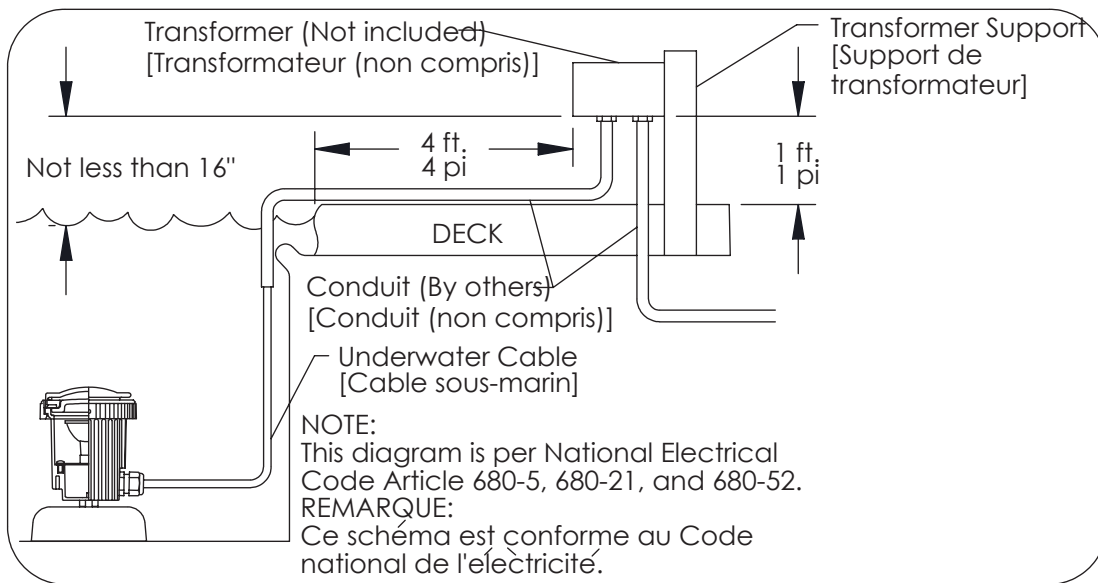 Transformer (Not included)
[Transformateur (non compris)]
Transformer Support
[Support de
transformateur]
Not less than 16"
4 ft.
4 pi
1 ft.
1 pi
DECK
Conduit (By others)
[Conduit (non compris)]
Underwater Cable
[Cable sous-marin]
NOTE:
This diagram is per National Electrical
Code Article 680-5, 680-21, and 680-52.
REMARQUE:
Ce schéma est conforme au Code
national de l'électricité.